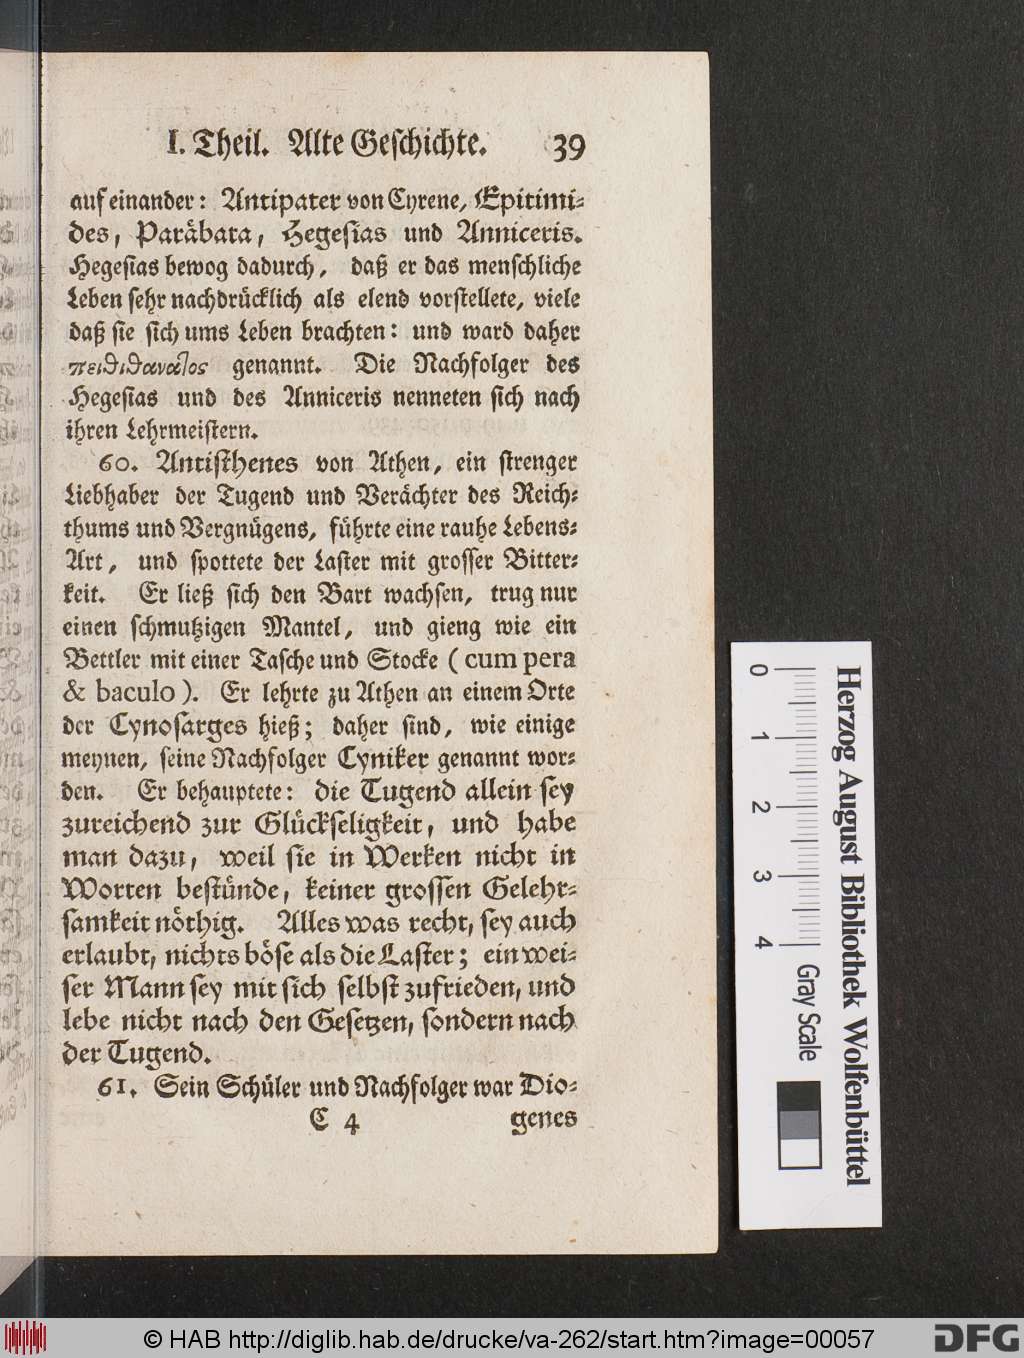 I. Theil. Alte Geschichte. 39
auf einander: Antipater von Cyrene, Epitimi-
des, Paräbata, Hegesias und Anniceris.
Hegesias bewog dadurch, daß er das menschliche
Leben sehr nachdrücklich als elend vorstellete, viele
daß sie sich ums Leben brachten: und ward daher
πειθιθανατος genannt. Die Nachfolger des
Hegesias und des Anniceris nenneten sich nach
ihren Lehrmeistern.
60. Antisthenes von Athen, ein strenger
Liebhaber der Tugend und Verächter des Reich-
thums und Vergnügens, führte eine rauhe Lebens-
Art, und spottete der Laster mit grosser Bitter-
keit. Er ließ sich den Bart wachsen, trug nur
einen schmutzigen Mantel, und gieng wie ein
Bettler mit einer Tasche und Stocke (cum pera
& baculo). Er lehrte zu Athen an einem Orte
der Cynosarges hieß; daher sind, wie einige
meynen, seine Nachfolger Cyniker genannt wor-
den. Er behauptete: die Tugend allein sey
zureichend zur Glückseligkeit, und habe
man dazu, weil sie in Werken nicht in
Worten bestünde, keiner grossen Gelehr-
samkeit nöthig. Alles was recht, sey auch
erlaubt, nichts böse als die Laster; ein wei-
ser Mann sey mit sich selbst zufrieden, und
lebe nicht nach den Gesetzen, sondern nach
der Tugend.
61. Sein Schüler und Nachfolger war Dio-
C 4 genes
0 1 2 3 4 Gray Scale
Herzog August Bibliothek Wolfenbüttel
© HAB http://diglib.hab.de/drucke/va-262/start.htm?image=00057
DFG